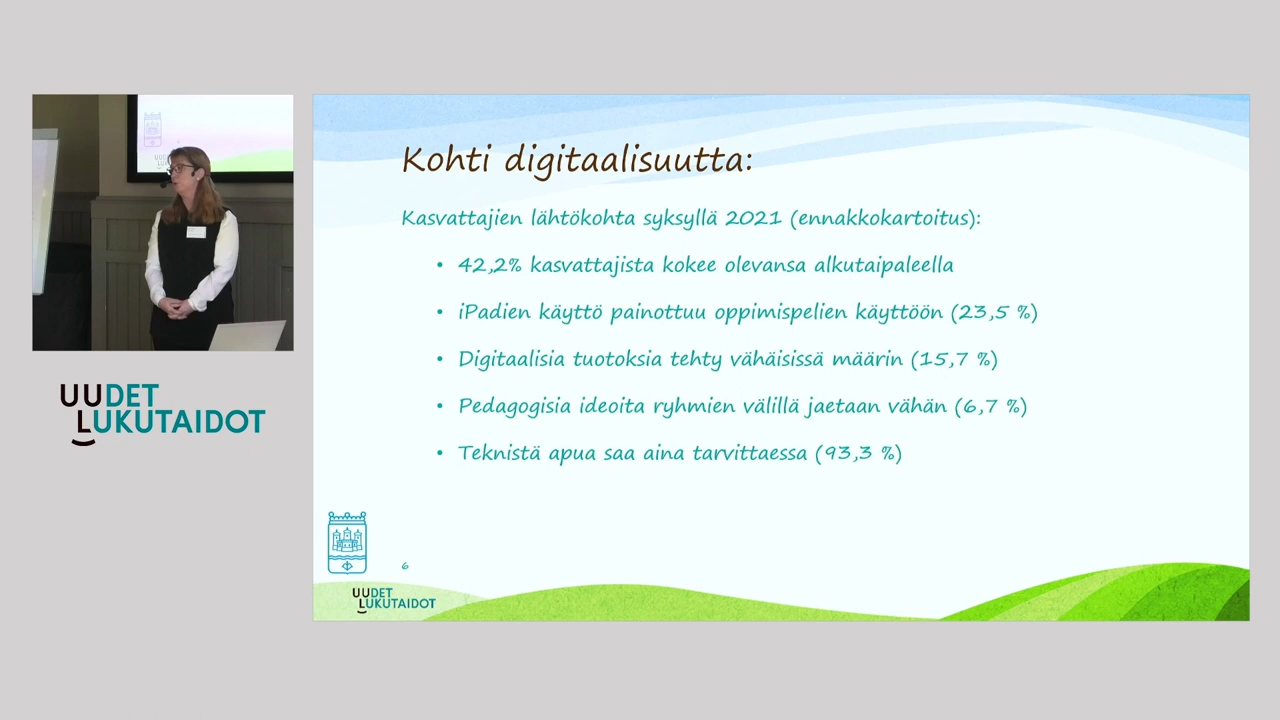 Kohti digitaalisuutta:
Kasvattajien lähtökohta syksyllä 2021 (ennakkokartoitus):
• 42,2% kasvattajista kokee olevansa alkutaipaleella
• iPadien käyttö painottuu oppimispelien käyttöön (23,5 %)
• Digitaalisia tuotoksia tehty vähäisissä määrin (15,7 %)
• Pedagogisia ideoita ryhmien välillä jaetaan vähän (6,7 %)
• Teknistä apua saa aina tarvittaessa (93,3 %)
6
UUDET
LUKUTAIDOT
UUDET
LUKUTAIDOT